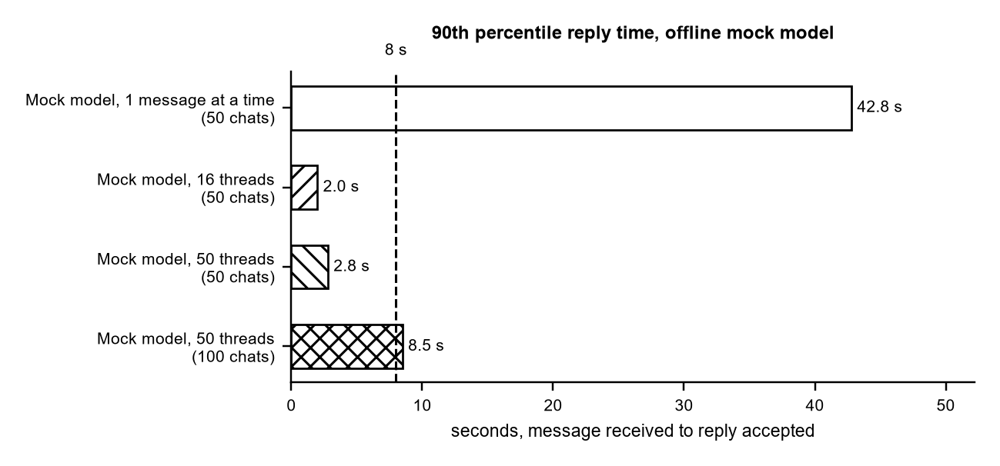 90th percentile reply time, offline mock model
8 s
Mock model, 1 message at a time
(50 chats)
42.8 s
Mock model, 16 threads
(50 chats)
2.0 s
Mock model, 50 threads
(50 chats)
2.8 s
Mock model, 50 threads
(100 chats)
8.5 s
0 10 20 30 40 50
seconds, message received to reply accepted